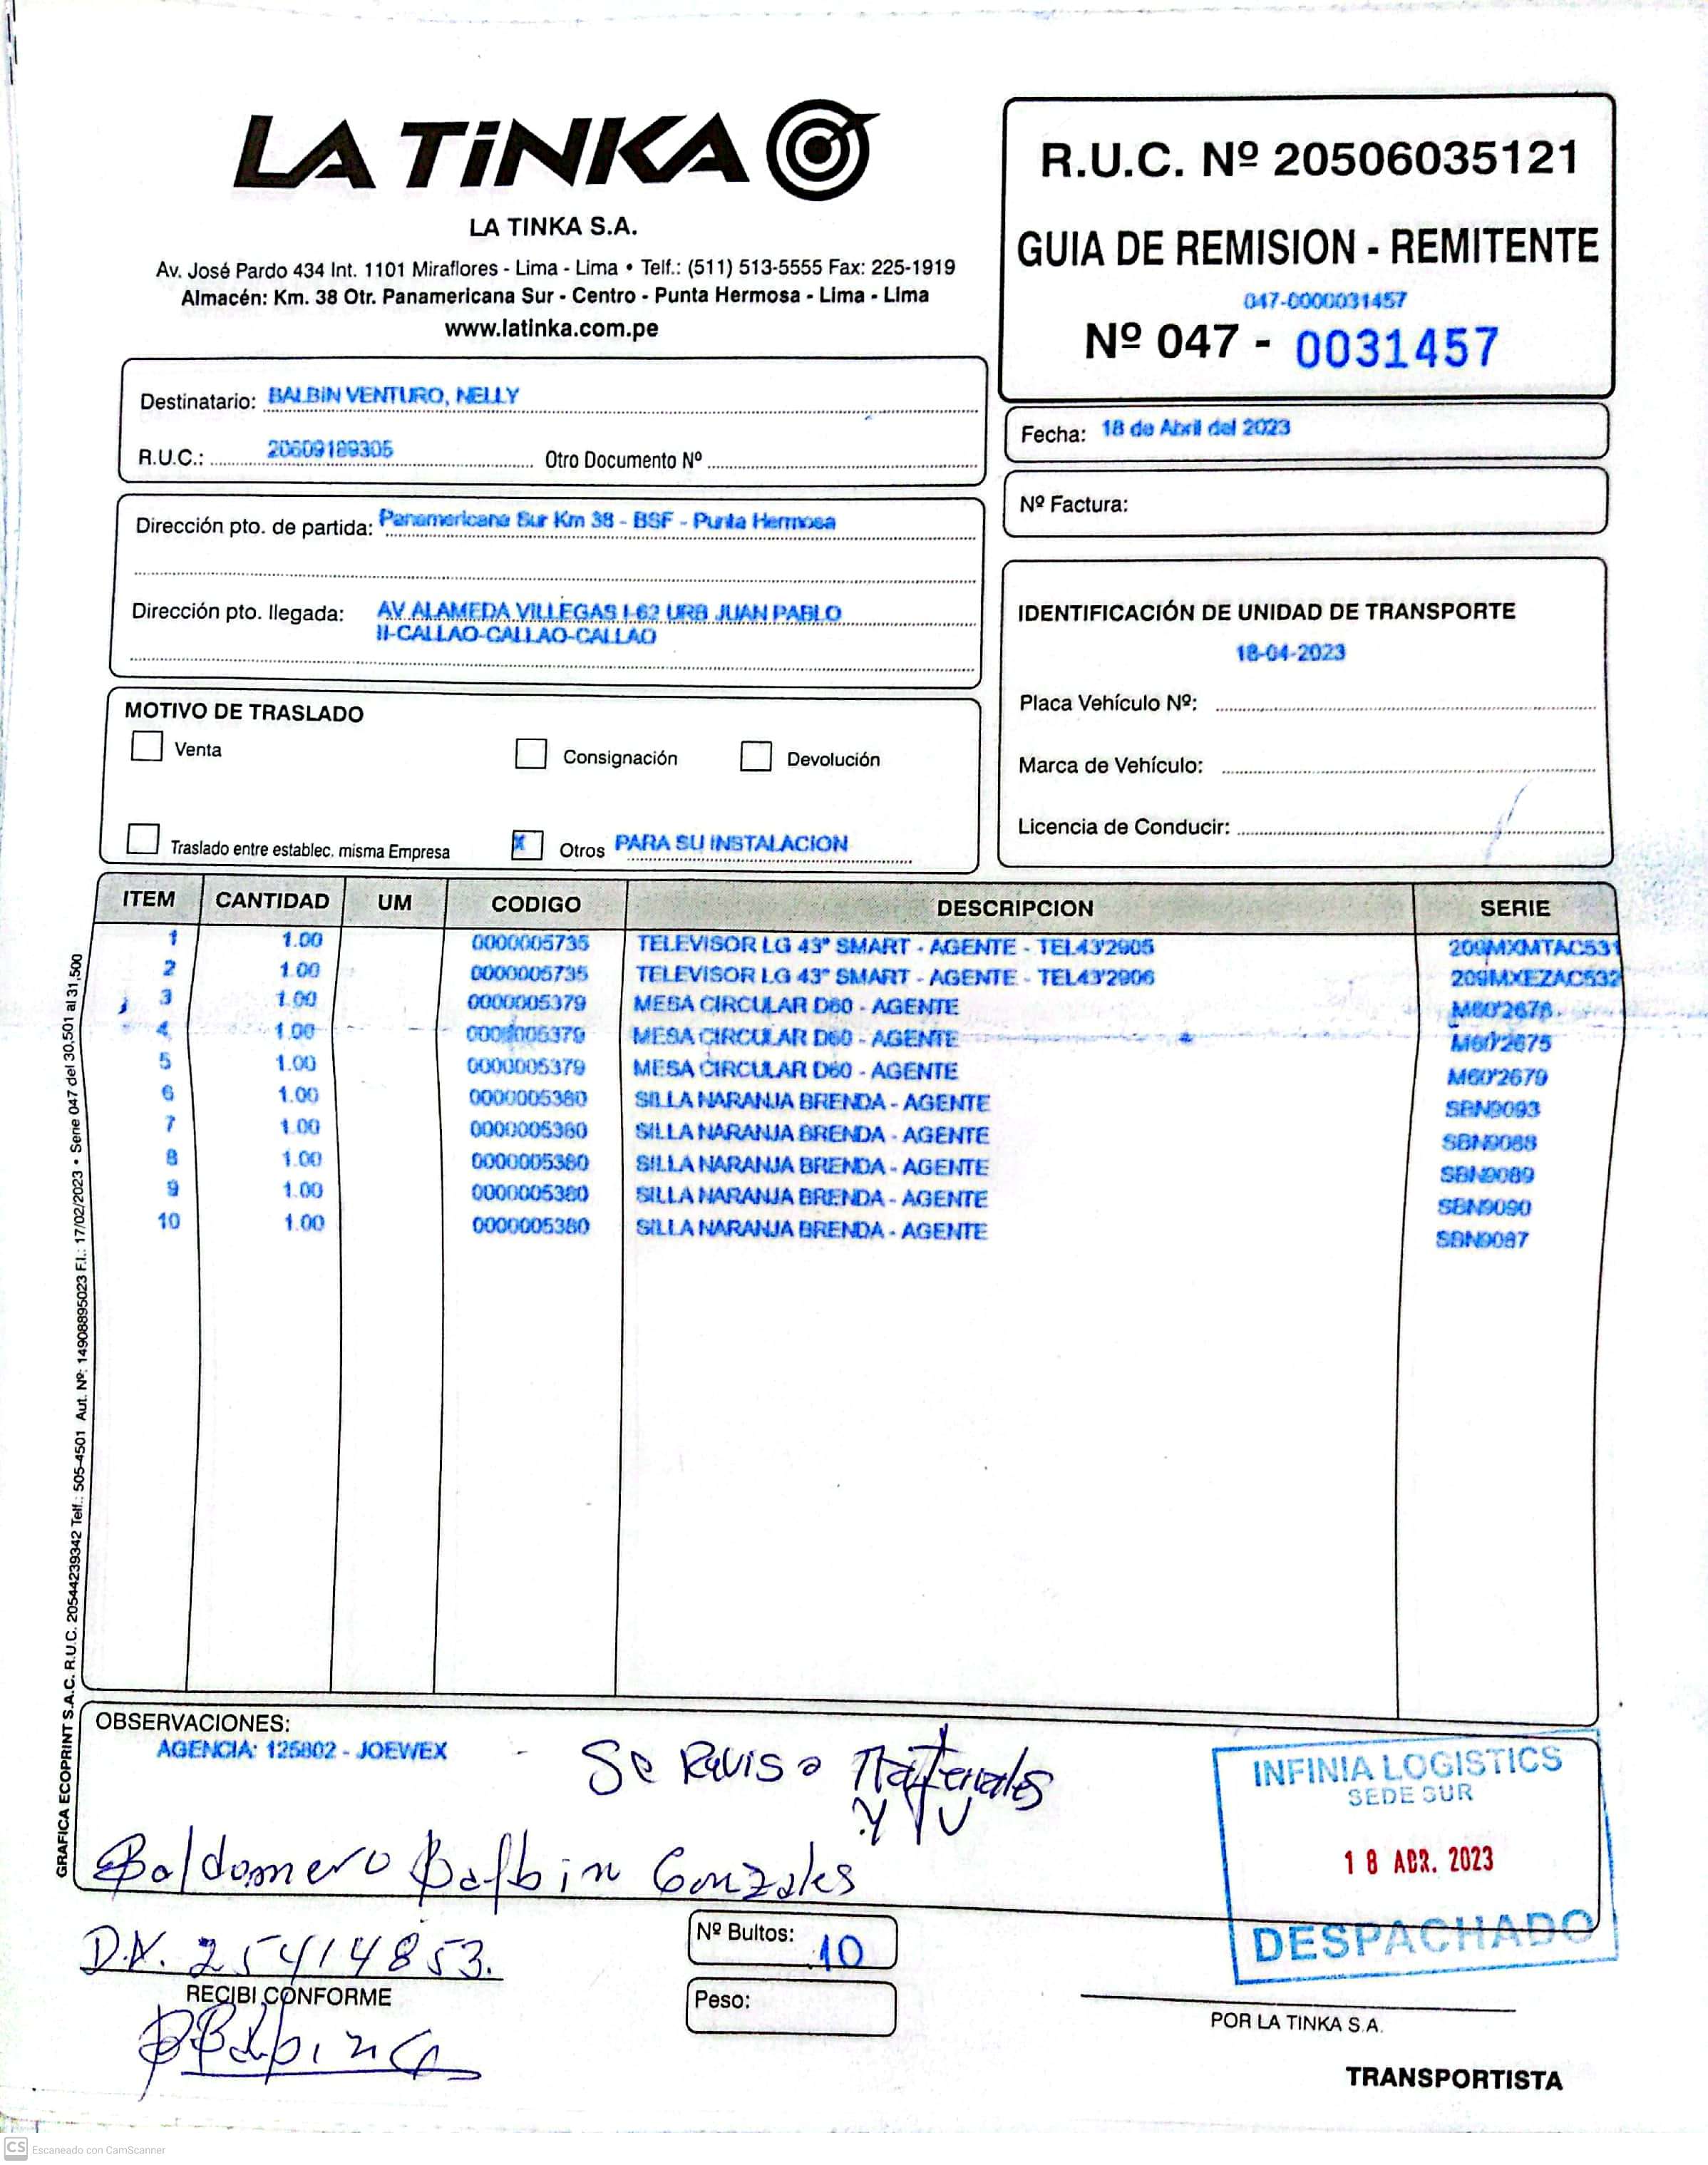 LA TiNKA
LA TINKA S.A.
Av. José Pardo 434 Int. 1101 Miraflores - Lima - Lima • Telf.: (511) 513-5555 Fax: 225-1919
Almacén: Km. 38 Otr. Panamericana Sur - Centro - Punta Hermosa - Lima - Lima
www.latinka.com.pe
R.U.C. Nº 20506035121
GUIA DE REMISION - REMITENTE
047-0000031457
Nº 047 - 0031457
Destinatario: BALBIN VENTURO, NELLY
R.U.C.: 20609189305 Otro Documento Nº
Fecha: 18 de Abril del 2023
Nº Factura:
Dirección pto. de partida: Panamericana Sur Km 38 - BSF - Punta Hermosa
Dirección pto. llegada: AV ALAMEDA VILLEGAS I-62 URB JUAN PABLO
II-CALLAO-CALLAO-CALLAO
IDENTIFICACIÓN DE UNIDAD DE TRANSPORTE
18-04-2023
Placa Vehículo Nº:
Marca de Vehículo:
Licencia de Conducir:
MOTIVO DE TRASLADO
Venta Consignación Devolución
Traslado entre establec. misma Empresa X Otros PARA SU INSTALACION
ITEM CANTIDAD UM CODIGO DESCRIPCION SERIE
1 1.00 0000005735 TELEVISOR LG 43" SMART - AGENTE - TEL43'2905 209MXMTAC531
2 1.00 0000005735 TELEVISOR LG 43" SMART - AGENTE - TEL43'2906 209MXEZAC532
3 1.00 0000005379 MESA CIRCULAR D60 - AGENTE M60'2676
4 1.00 0000005379 MESA CIRCULAR D60 - AGENTE M60'2675
5 1.00 0000005379 MESA CIRCULAR D60 - AGENTE M60'2679
6 1.00 0000005380 SILLA NARANJA BRENDA - AGENTE SBN9093
7 1.00 0000005380 SILLA NARANJA BRENDA - AGENTE SBN9088
8 1.00 0000005380 SILLA NARANJA BRENDA - AGENTE SBN9089
9 1.00 0000005380 SILLA NARANJA BRENDA - AGENTE SBN9090
10 1.00 0000005380 SILLA NARANJA BRENDA - AGENTE SBN9087
GRAFICA ECOPRINT S.A.C. R.U.C. 20544239342 Telf.: 505-4501 Aut. Nº: 14908895023 F.I.: 17/02/2023 • Serie 047 del 30,501 al 31,500
OBSERVACIONES:
AGENCIA: 125802 - JOEWEX
Se Reviso Materiales
Y TV
Baldomero Balbin Gonzales
INFINIA LOGISTICS
SEDE SUR
18 ABR. 2023
DESPACHADO
D.N. 25414853.
RECIBI CONFORME
Nº Bultos: 10
Peso:
POR LA TINKA S.A.
TRANSPORTISTA
CS Escaneado con CamScanner